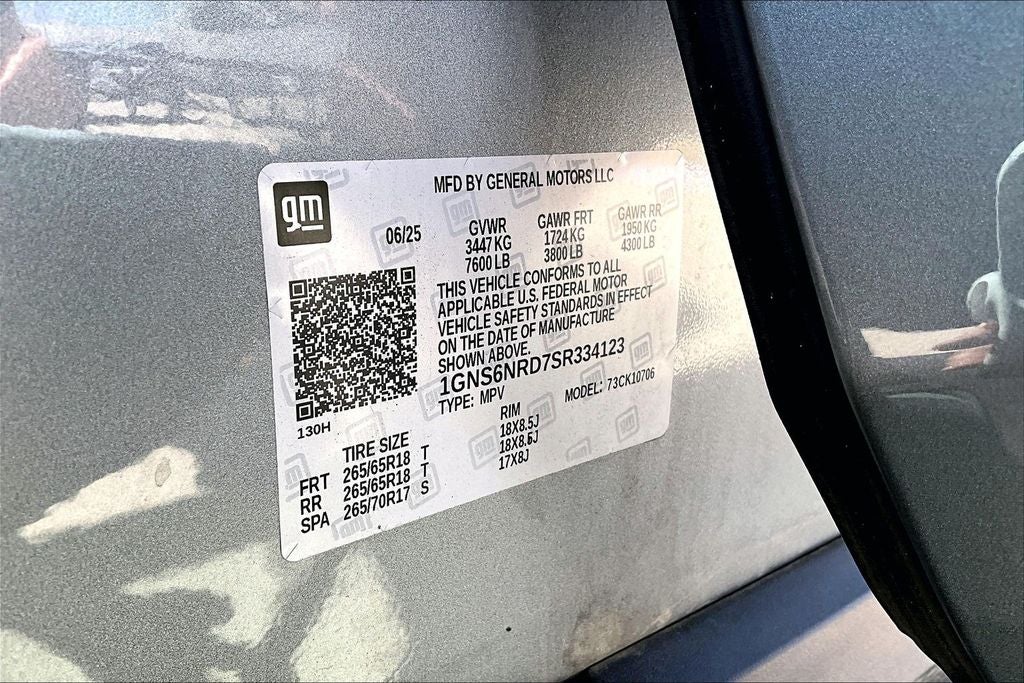 gm
MFD BY GENERAL MOTORS LLC
06/25
GVWR GAWR FRT GAWR RR
3447 KG 1724 KG 1950 KG
7600 LB 3800 LB 4300 LB
THIS VEHICLE CONFORMS TO ALL
APPLICABLE U.S. FEDERAL MOTOR
VEHICLE SAFETY STANDARDS IN EFFECT
ON THE DATE OF MANUFACTURE
SHOWN ABOVE.
1GNS6NRD7SR334123
TYPE: MPV MODEL: 73CK10706
130H
TIRE SIZE RIM
FRT 265/65R18 T 18X8.5J
RR 265/65R18 T 18X8.5J
SPA 265/70R17 S 17X8J